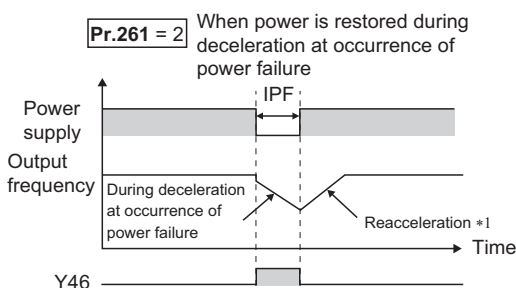 Pr.261 = 2
When power is restored during
deceleration at occurrence of
power failure
IPF
Power
supply
Output
frequency
During deceleration
at occurrence of
power failure
Reacceleration *1
Time
Y46